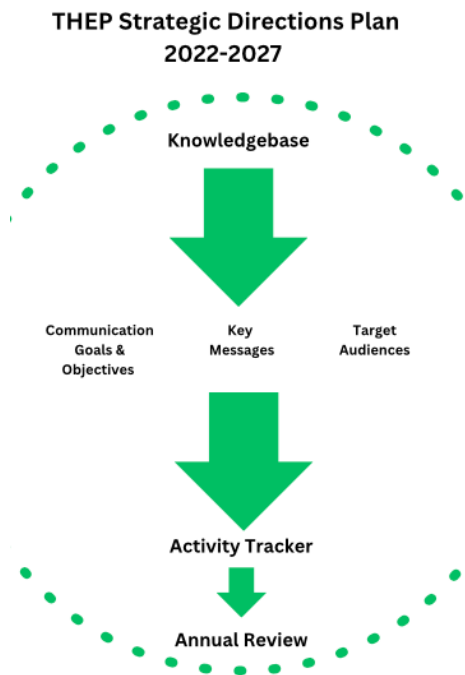 THEP Strategic Directions Plan
2022-2027
Knowledgebase
Communication
Goals &
Objectives
Key
Messages
Target
Audiences
Activity Tracker
Annual Review